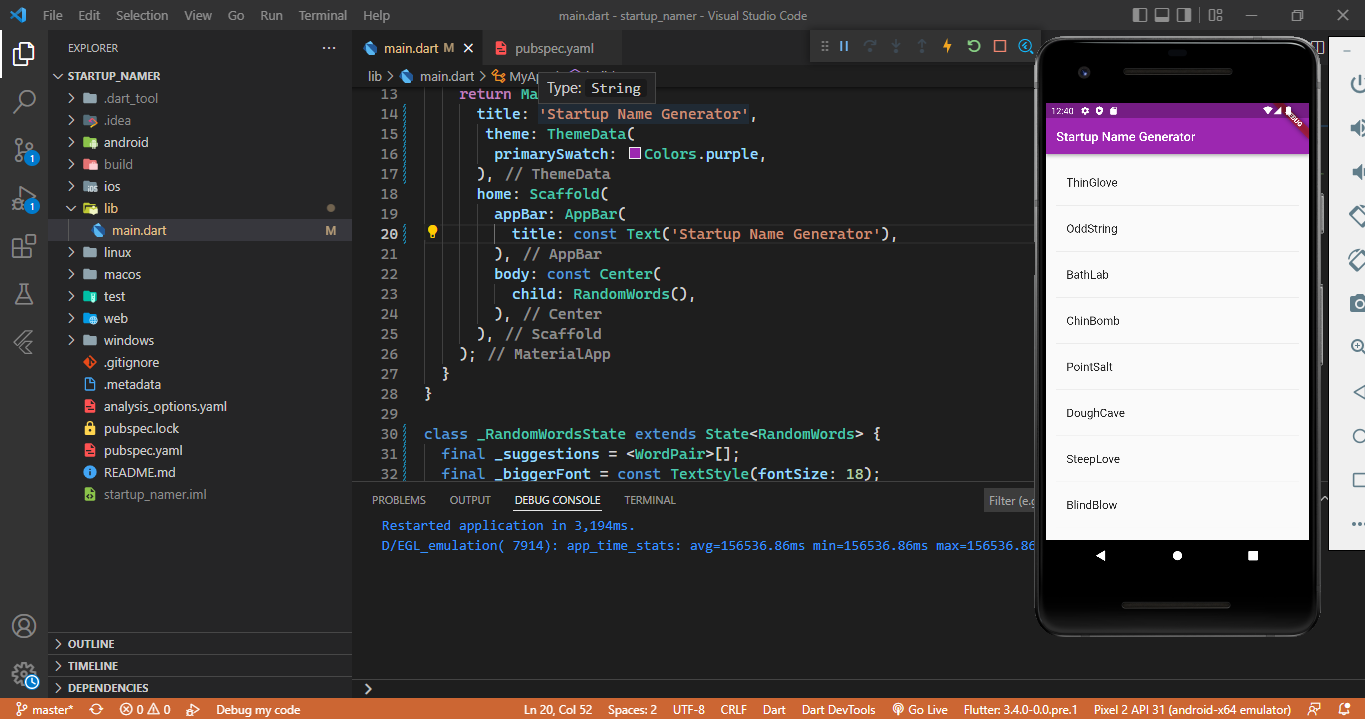 File Edit Selection View Go Run Terminal Help
main.dart - startup_namer - Visual Studio Code
EXPLORER
STARTUP_NAMER
.dart_tool
.idea
android
build
ios
lib
main.dart M
linux
macos
test
web
windows
.gitignore
.metadata
analysis_options.yaml
pubspec.lock
pubspec.yaml
README.md
startup_namer.iml
OUTLINE
TIMELINE
DEPENDENCIES
1
1
main.dart M
pubspec.yaml
lib > main.dart > MyAp
Type: String
13 return Ma
14 title: 'Startup Name Generator',
15 theme: ThemeData(
16 primarySwatch: Colors.purple,
17 ), // ThemeData
18 home: Scaffold(
19 appBar: AppBar(
20 title: const Text('Startup Name Generator'),
21 ), // AppBar
22 body: const Center(
23 child: RandomWords(),
24 ), // Center
25 ), // Scaffold
26 ); // MaterialApp
27 }
28 }
29
30 class _RandomWordsState extends State<RandomWords> {
31 final _suggestions = <WordPair>[];
32 final _biggerFont = const TextStyle(fontSize: 18);
PROBLEMS OUTPUT DEBUG CONSOLE TERMINAL
Filter (e.g
Restarted application in 3,194ms.
D/EGL_emulation( 7914): app_time_stats: avg=156536.86ms min=156536.86ms max=156536.86
12:40
DEBUG
Startup Name Generator
ThinGlove
OddString
BathLab
ChinBomb
PointSalt
DoughCave
SteepLove
BlindBlow
master* 0 0 Debug my code
Ln 20, Col 52 Spaces: 2 UTF-8 CRLF Dart Dart DevTools Go Live Flutter: 3.4.0-0.0.pre.1 Pixel 2 API 31 (android-x64 emulator)